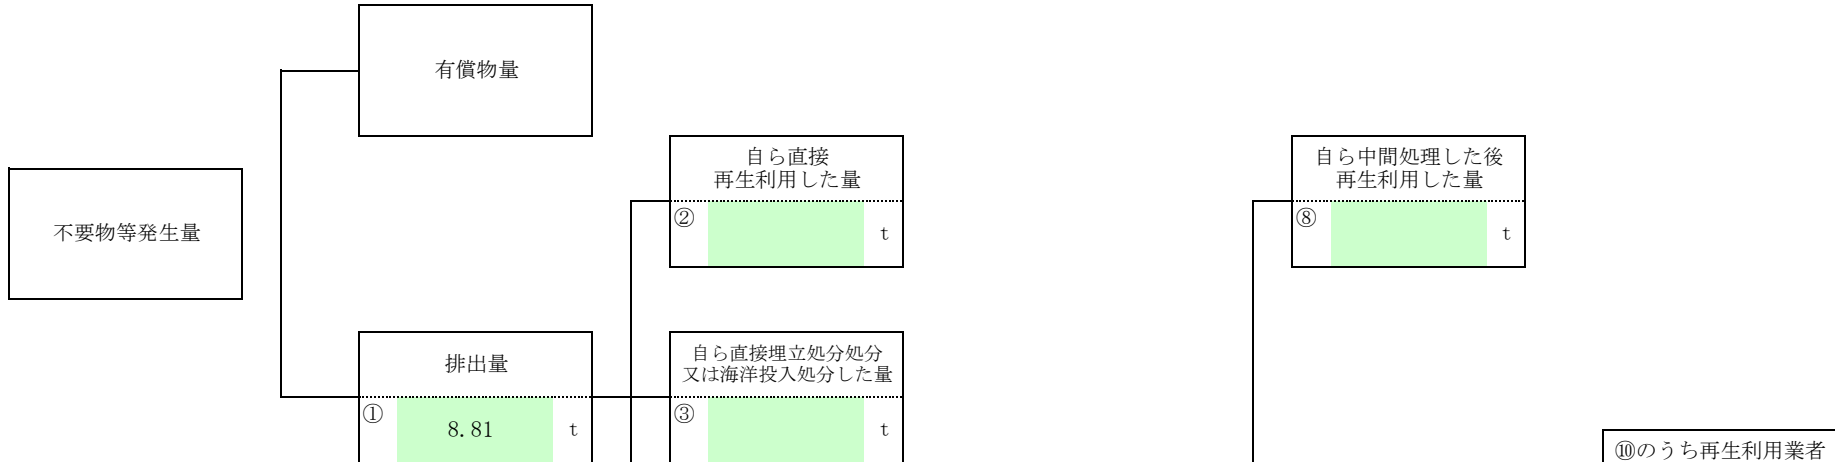 有償物量
自ら直接
再生利用した量
② t
自ら中間処理した後
再生利用した量
⑧ t
不要物等発生量
排出量
① 8.81 t
自ら直接埋立処分処分
又は海洋投入処分した量
③ t
⑩のうち再生利用業者